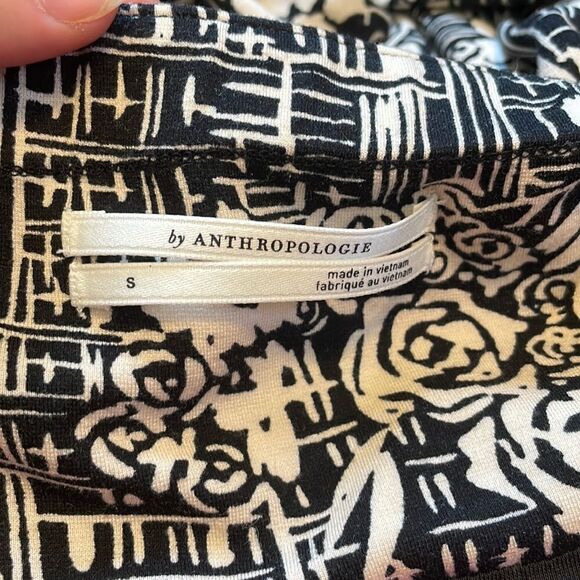 by ANTHROPOLOGIE
S
made in vietnam
fabriqué au vietnam